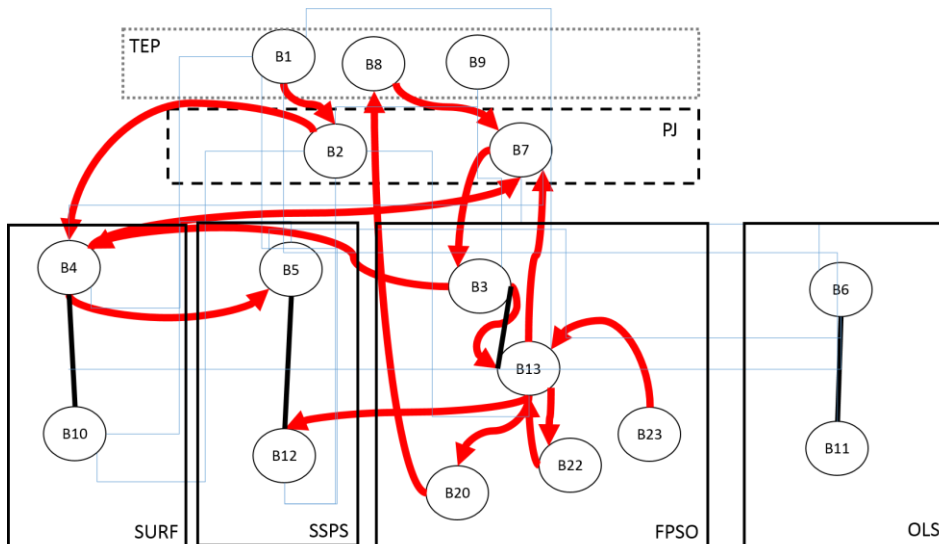 TEP
B1
B8
B9
PJ
B2
B7
B4
B5
B3
B6
B13
B10
B12
B23
B11
B22
B20
SURF
SSPS
FPSO
OLS